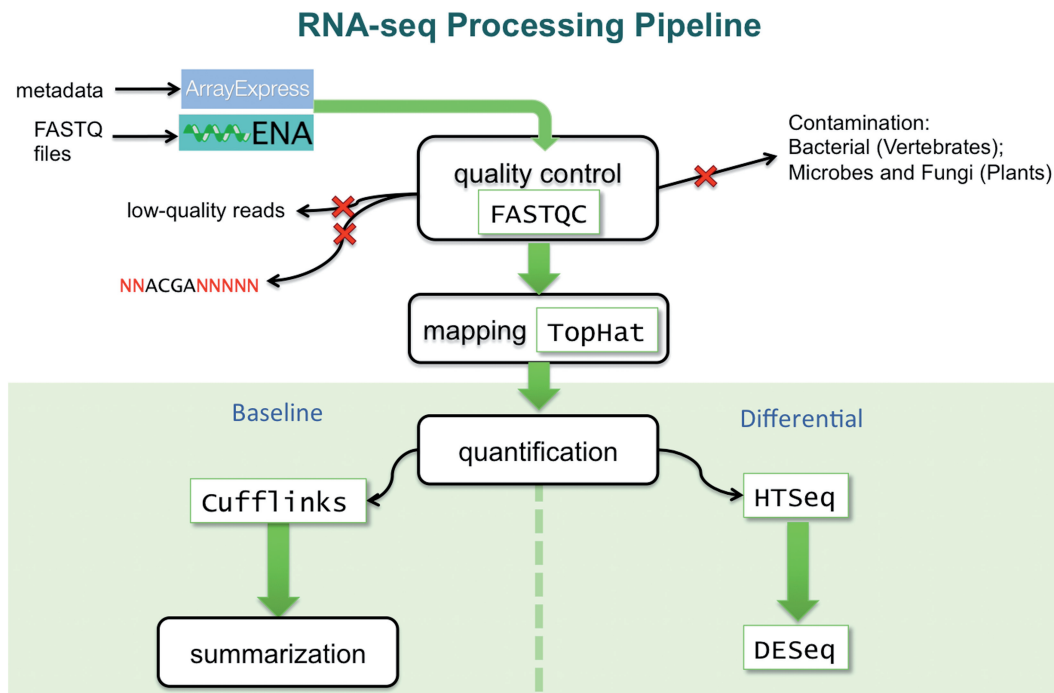 RNA-seq Processing Pipeline
metadata
ArrayExpress
FASTQ
files
ENA
Contamination:
Bacterial (Vertebrates);
Microbes and Fungi (Plants)
quality control
FASTQC
low-quality reads
NNACGANNNNN
mapping
TopHat
Baseline
Differential
quantification
Cufflinks
HTSeq
summarization
DESeq